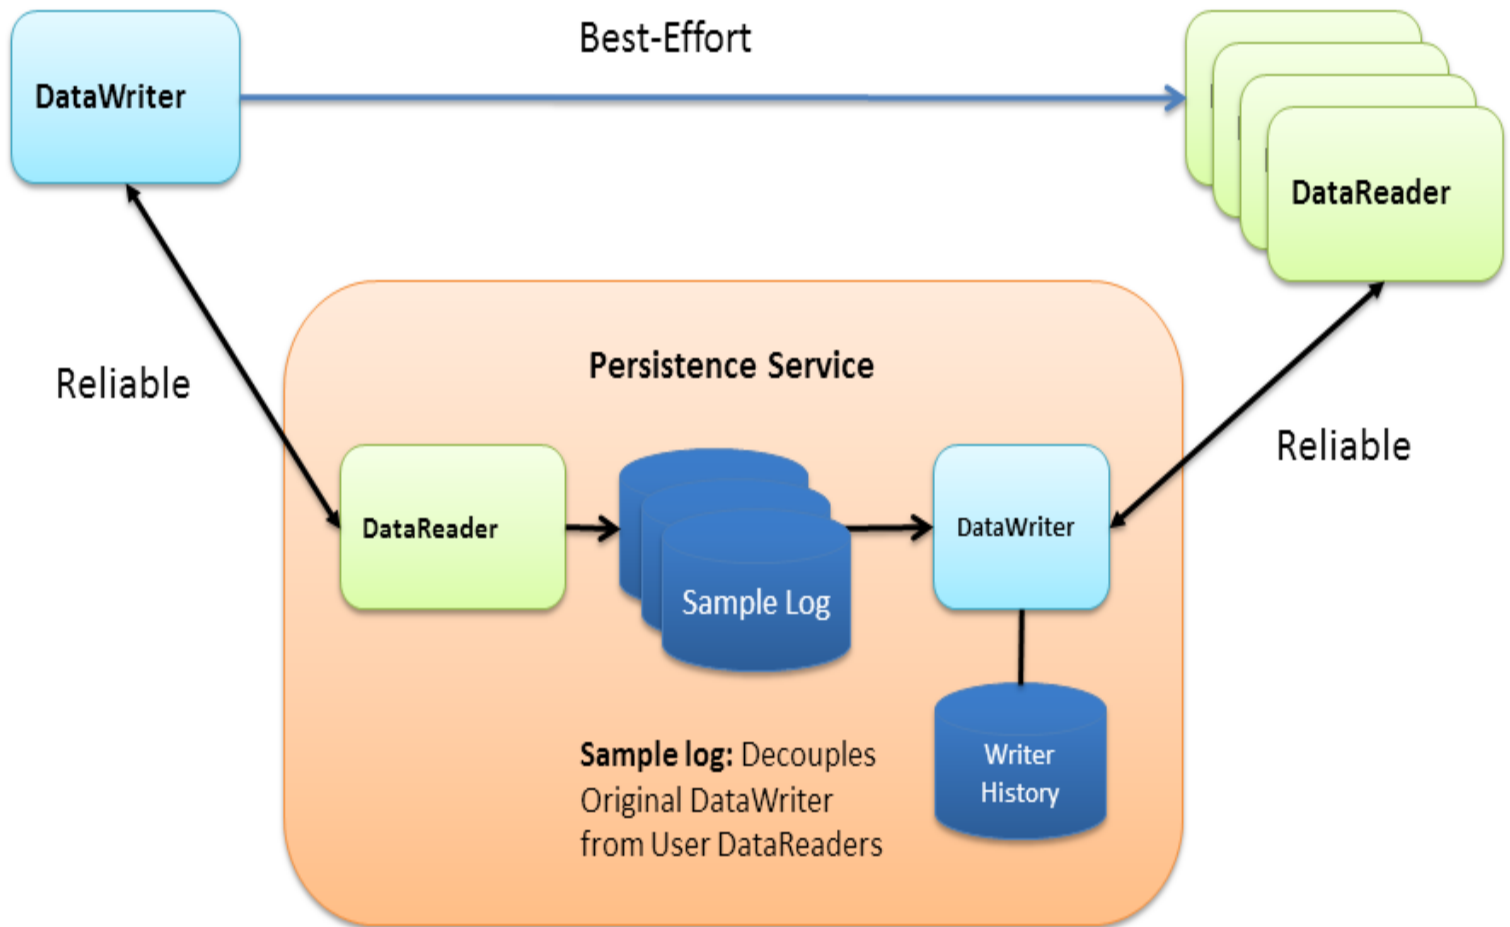 Best-Effort
DataWriter
DataReader
Persistence Service
Reliable
Reliable
DataReader
Sample Log
DataWriter
Sample log: Decouples
Original DataWriter
from User DataReaders
Writer
History